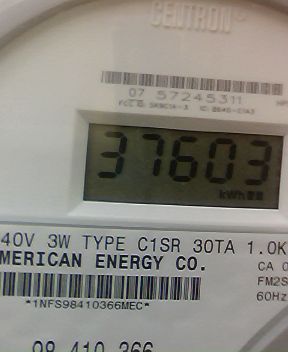 CENTRON
07 57245311
37603
kWh
40V 3W TYPE C1SR 30TA 1.0K
MERICAN ENERGY CO.
CA 0
FM2S
60Hz
*1NFS98410366MEC*
98 410 366